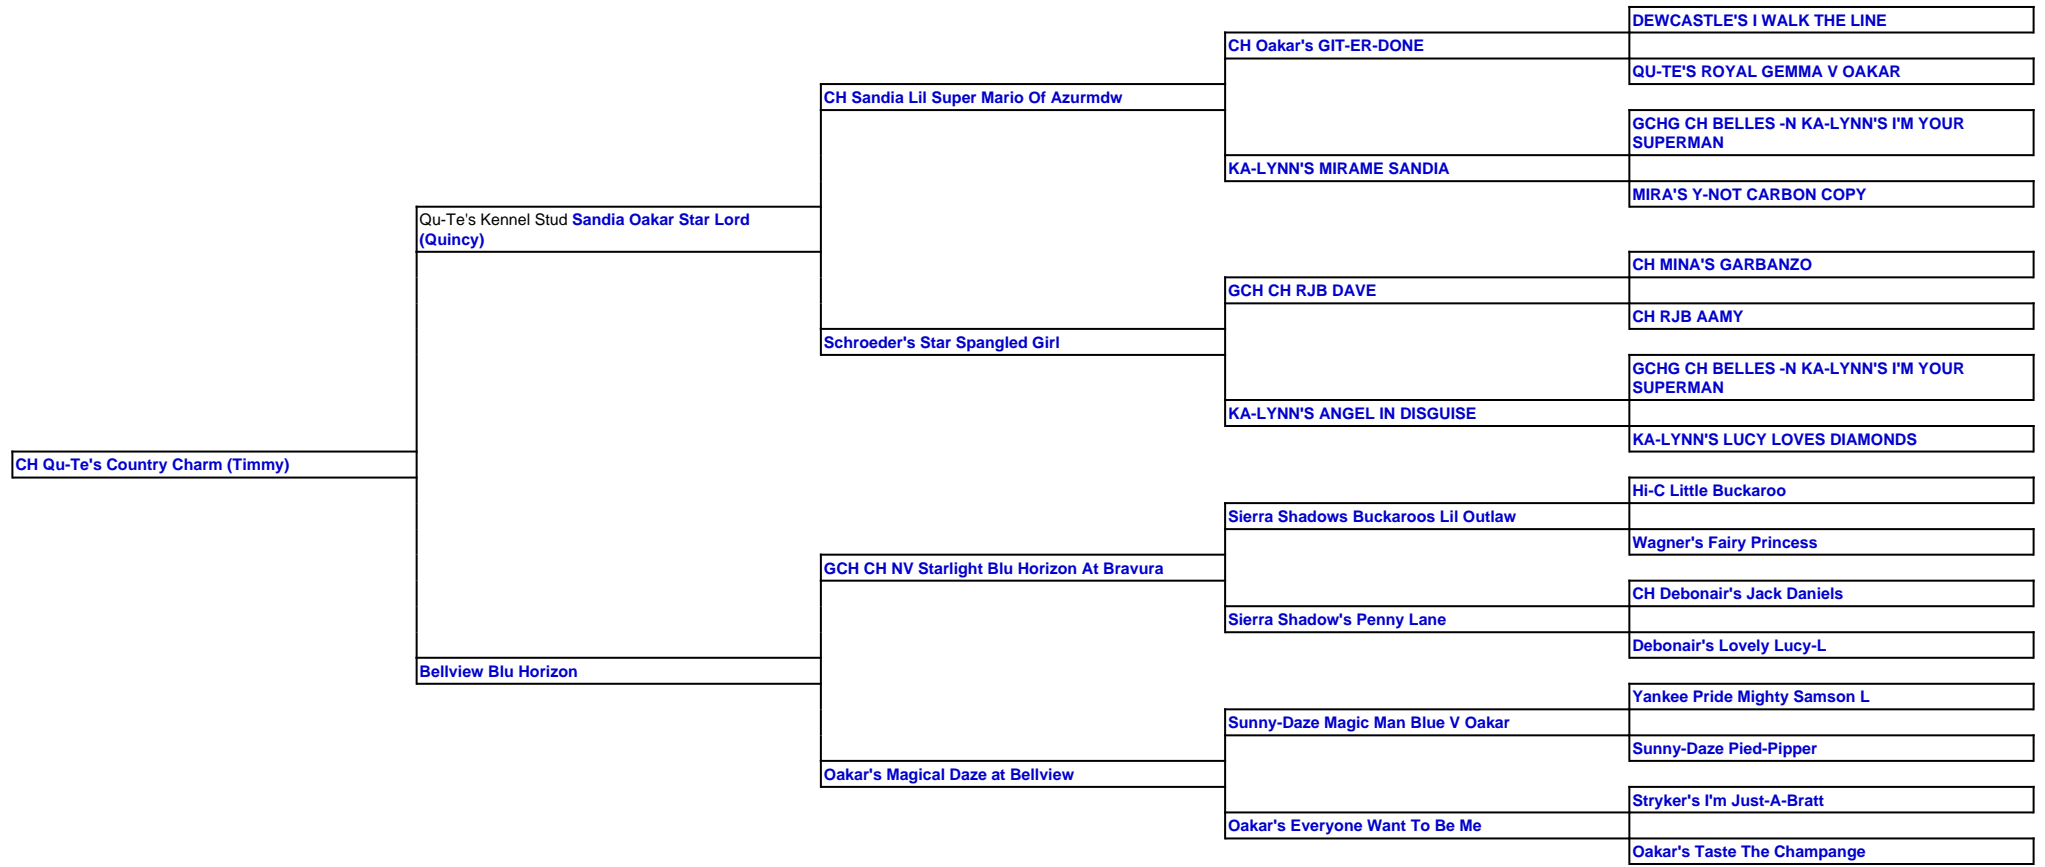 DEWCASTLE'S I WALK THE LINE
CH Oakar's GIT-ER-DONE
QU-TE'S ROYAL GEMMA V OAKAR
CH Sandia Lil Super Mario Of Azurmdw
GCHG CH BELLES -N KA-LYNN'S I'M YOUR
SUPERMAN
KA-LYNN'S MIRAME SANDIA
MIRA'S Y-NOT CARBON COPY
Qu-Te's Kennel Stud Sandia Oakar Star Lord
(Quincy)
CH MINA'S GARBANZO
GCH CH RJB DAVE
CH RJB AAMY
Schroeder's Star Spangled Girl
GCHG CH BELLES -N KA-LYNN'S I'M YOUR
SUPERMAN
KA-LYNN'S ANGEL IN DISGUISE
KA-LYNN'S LUCY LOVES DIAMONDS
CH Qu-Te's Country Charm (Timmy)
Hi-C Little Buckaroo
Sierra Shadows Buckaroos Lil Outlaw
Wagner's Fairy Princess
GCH CH NV Starlight Blu Horizon At Bravura
CH Debonair's Jack Daniels
Sierra Shadow's Penny Lane
Debonair's Lovely Lucy-L
Bellview Blu Horizon
Yankee Pride Mighty Samson L
Sunny-Daze Magic Man Blue V Oakar
Sunny-Daze Pied-Pipper
Oakar's Magical Daze at Bellview
Stryker's I'm Just-A-Bratt
Oakar's Everyone Want To Be Me
Oakar's Taste The Champange